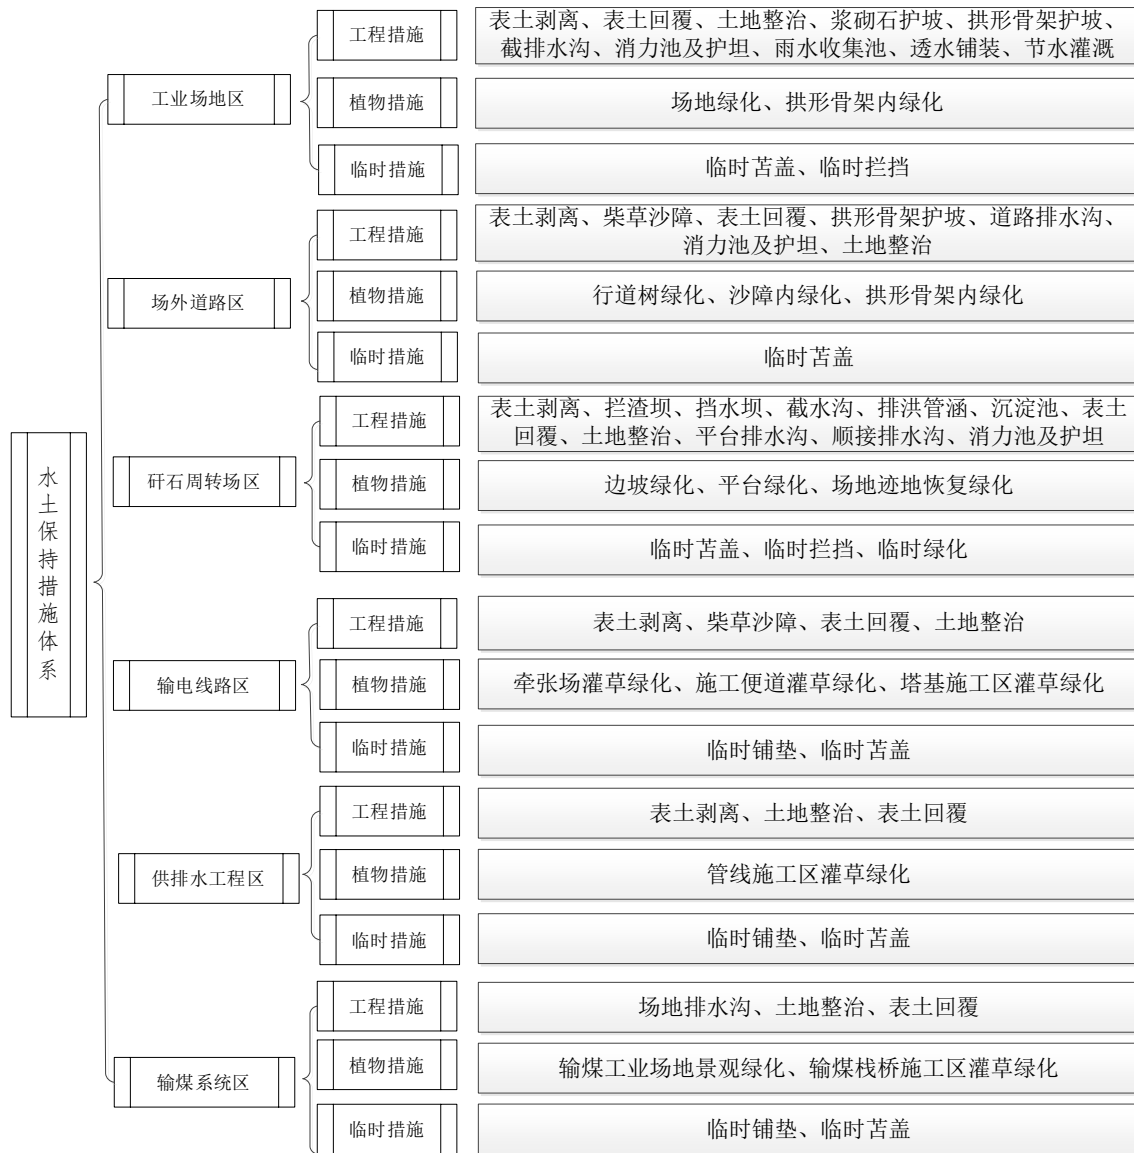 水土保持措施体系
工业场地区
工程措施
表土剥离、表土回覆、土地整治、浆砌石护坡、拱形骨架护坡、
截排水沟、消力池及护坦、雨水收集池、透水铺装、节水灌溉
植物措施
场地绿化、拱形骨架内绿化
临时措施
临时苫盖、临时拦挡
场外道路区
工程措施
表土剥离、柴草沙障、表土回覆、拱形骨架护坡、道路排水沟、
消力池及护坦、土地整治
植物措施
行道树绿化、沙障内绿化、拱形骨架内绿化
临时措施
临时苫盖
矸石周转场区
工程措施
表土剥离、拦渣坝、挡水坝、截水沟、排洪管涵、沉淀池、表土
回覆、土地整治、平台排水沟、顺接排水沟、消力池及护坦
植物措施
边坡绿化、平台绿化、场地迹地恢复绿化
临时措施
临时苫盖、临时拦挡、临时绿化
输电线路区
工程措施
表土剥离、柴草沙障、表土回覆、土地整治
植物措施
牵张场灌草绿化、施工便道灌草绿化、塔基施工区灌草绿化
临时措施
临时铺垫、临时苫盖
供排水工程区
工程措施
表土剥离、土地整治、表土回覆
植物措施
管线施工区灌草绿化
临时措施
临时铺垫、临时苫盖
输煤系统区
工程措施
场地排水沟、土地整治、表土回覆
植物措施
输煤工业场地景观绿化、输煤栈桥施工区灌草绿化
临时措施
临时铺垫、临时苫盖